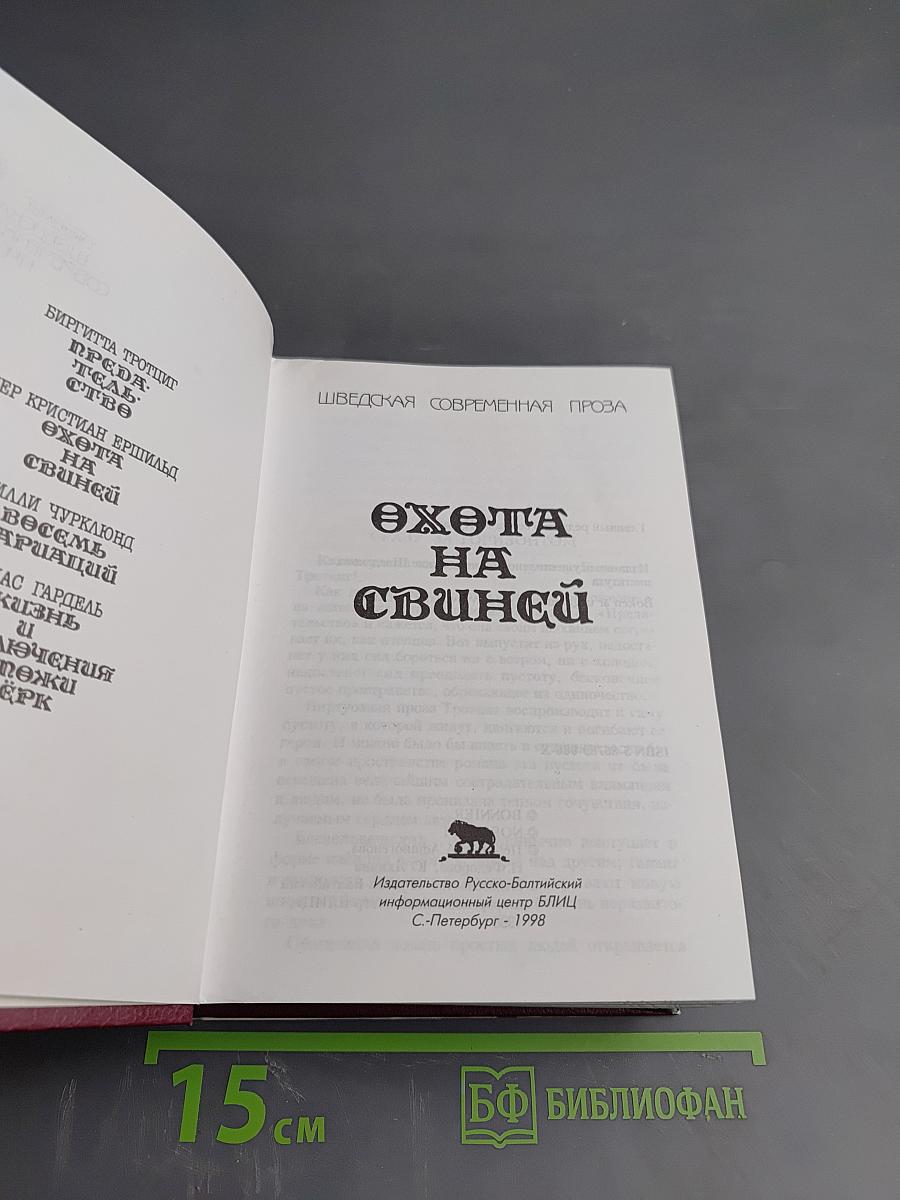 БИРГИТТА ТРОТЦИГ
ПРЕДА-
ТЕЛЬ-
СТВО
ЕР КРИСТИАН ЕРШИЛЬД
ОХОТА
НА
СВИНЕЙ
ИЛЛИ ЧУРКЛЮНД
ВОСЕМЬ
АРИАЦИЙ
АС ГАРДЕЛЬ
ЖИЗНЬ
И
ЛЮЧЕНИЯ
МОЖИ
ЁРК
ШВЕДСКАЯ СОВРЕМЕННАЯ ПРОЗА
ОХОТА
НА
СВИНЕЙ
Издательство Русско-Балтийский
информационный центр БЛИЦ
С.-Петербург - 1998
15 см
БФ БИБЛИОФАН